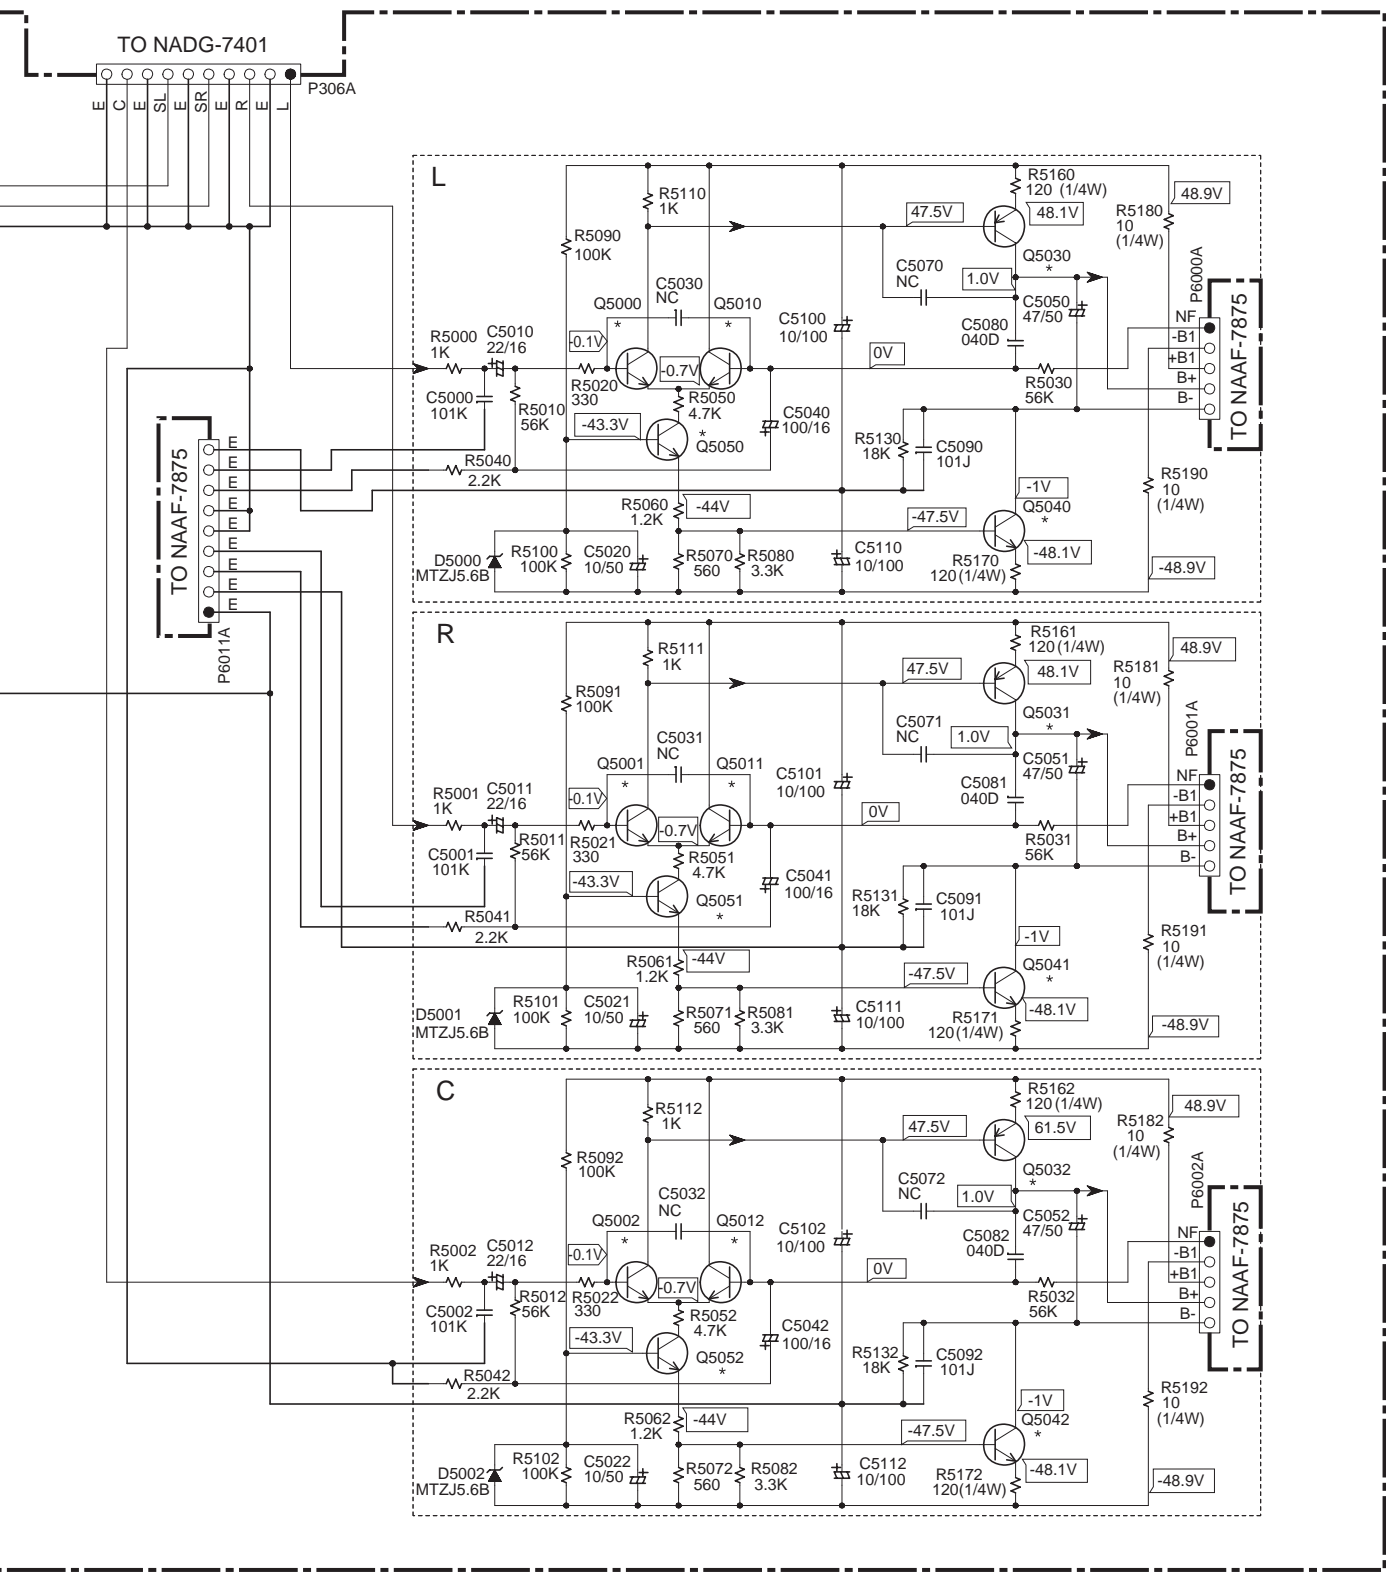 TO NADG-7401
P306A
E
C
E
SL
E
SR
E
R
E
L
L
R5110
1K
R5160
120 (1/4W)
47.5V
48.1V
R5180
10
(1/4W)
48.9V
R5090
100K
C5030
NC
Q5000
*
Q5010
*
C5070
NC
1.0V
Q5030
*
C5050
47/50
P6000A
C5100
10/100
C5080
040D
NF
-B1
+B1
B+
B-
TO NAAF-7875
R5000
1K
C5010
22/16
-0.1V
-0.7V
0V
C5000
101K
R5010
56K
R5020
330
R5050
4.7K
R5030
56K
-43.3V
*
Q5050
C5040
100/16
R5130
18K
C5090
101J
R5040
2.2K
R5190
10
(1/4W)
-1V
Q5040
*
R5060
1.2K
-44V
-47.5V
-48.1V
D5000
MTZJ5.6B
R5100
100K
C5020
10/50
R5070
560
R5080
3.3K
C5110
10/100
R5170
120(1/4W)
-48.9V
TO NAAF-7875
E
E
E
E
E
E
E
E
E
P6011A
R
R5111
1K
R5161
120(1/4W)
47.5V
48.1V
R5181
10
(1/4W)
48.9V
R5091
100K
C5031
NC
Q5001
*
Q5011
*
C5071
NC
1.0V
Q5031
*
C5051
47/50
P6001A
C5101
10/100
C5081
040D
NF
-B1
+B1
B+
B-
TO NAAF-7875
R5001
1K
C5011
22/16
-0.1V
-0.7V
0V
C5001
101K
R5011
56K
R5021
330
R5051
4.7K
R5031
56K
-43.3V
Q5051
*
C5041
100/16
R5131
18K
C5091
101J
R5041
2.2K
R5191
10
(1/4W)
-1V
Q5041
*
R5061
1.2K
-44V
-47.5V
-48.1V
D5001
MTZJ5.6B
R5101
100K
C5021
10/50
R5071
560
R5081
3.3K
C5111
10/100
R5171
120(1/4W)
-48.9V
C
R5112
1K
R5162
120(1/4W)
47.5V
61.5V
R5182
10
(1/4W)
48.9V
R5092
100K
C5032
NC
Q5002
*
Q5012
*
C5072
NC
1.0V
Q5032
*
C5052
47/50
P6002A
C5102
10/100
C5082
040D
NF
-B1
+B1
B+
B-
TO NAAF-7875
R5002
1K
C5012
22/16
-0.1V
-0.7V
0V
C5002
101K
R5012
56K
R5022
330
R5052
4.7K
R5032
56K
-43.3V
Q5052
*
C5042
100/16
R5132
18K
C5092
101J
R5042
2.2K
R5192
10
(1/4W)
-1V
Q5042
*
R5062
1.2K
-44V
-47.5V
-48.1V
D5002
MTZJ5.6B
R5102
100K
C5022
10/50
R5072
560
R5082
3.3K
C5112
10/100
R5172
120(1/4W)
-48.9V